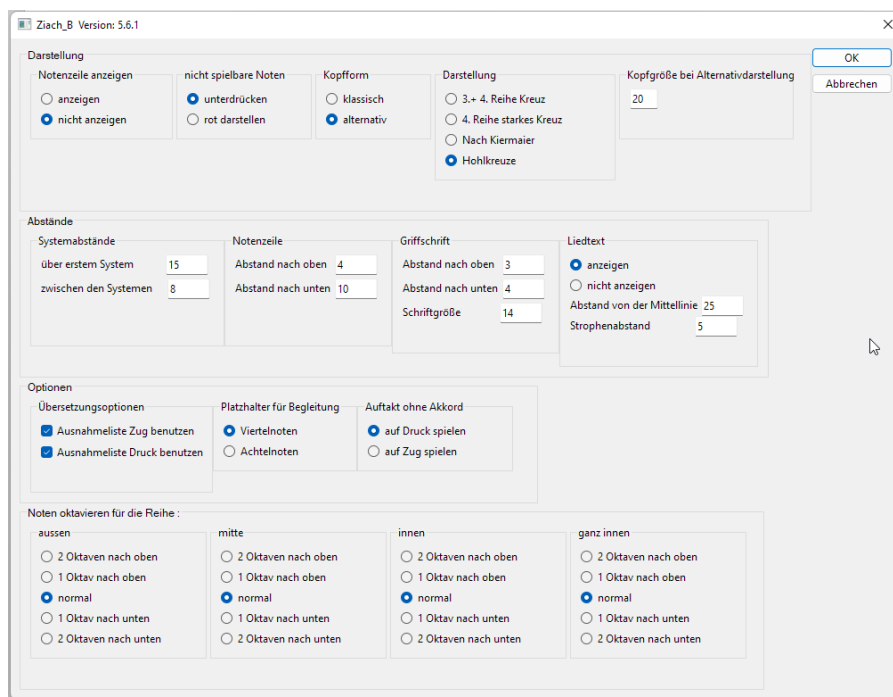 Ziach_B Version: 5.6.1
OK
Abbrechen
Darstellung
Notenzeile anzeigen
anzeigen
nicht anzeigen
nicht spielbare Noten
unterdrücken
rot darstellen
Kopfform
klassisch
alternativ
Darstellung
3.+ 4. Reihe Kreuz
4. Reihe starkes Kreuz
Nach Kiermaier
Hohlkreuze
Kopfgröße bei Alternativdarstellung
20
Abstände
Systemabstände
über erstem System 15
zwischen den Systemen 8
Notenzeile
Abstand nach oben 4
Abstand nach unten 10
Griffschrift
Abstand nach oben 3
Abstand nach unten 4
Schriftgröße 14
Liedtext
anzeigen
nicht anzeigen
Abstand von der Mittellinie 25
Strophenabstand 5
Optionen
Übersetzungsoptionen
Ausnahmeliste Zug benutzen
Ausnahmeliste Druck benutzen
Platzhalter für Begleitung
Viertelnoten
Achtelnoten
Auftakt ohne Akkord
auf Druck spielen
auf Zug spielen
Noten oktavieren für die Reihe :
aussen
2 Oktaven nach oben
1 Oktav nach oben
normal
1 Oktav nach unten
2 Oktaven nach unten
mitte
2 Oktaven nach oben
1 Oktav nach oben
normal
1 Oktav nach unten
2 Oktaven nach unten
innen
2 Oktaven nach oben
1 Oktav nach oben
normal
1 Oktav nach unten
2 Oktaven nach unten
ganz innen
2 Oktaven nach oben
1 Oktav nach oben
normal
1 Oktav nach unten
2 Oktaven nach unten